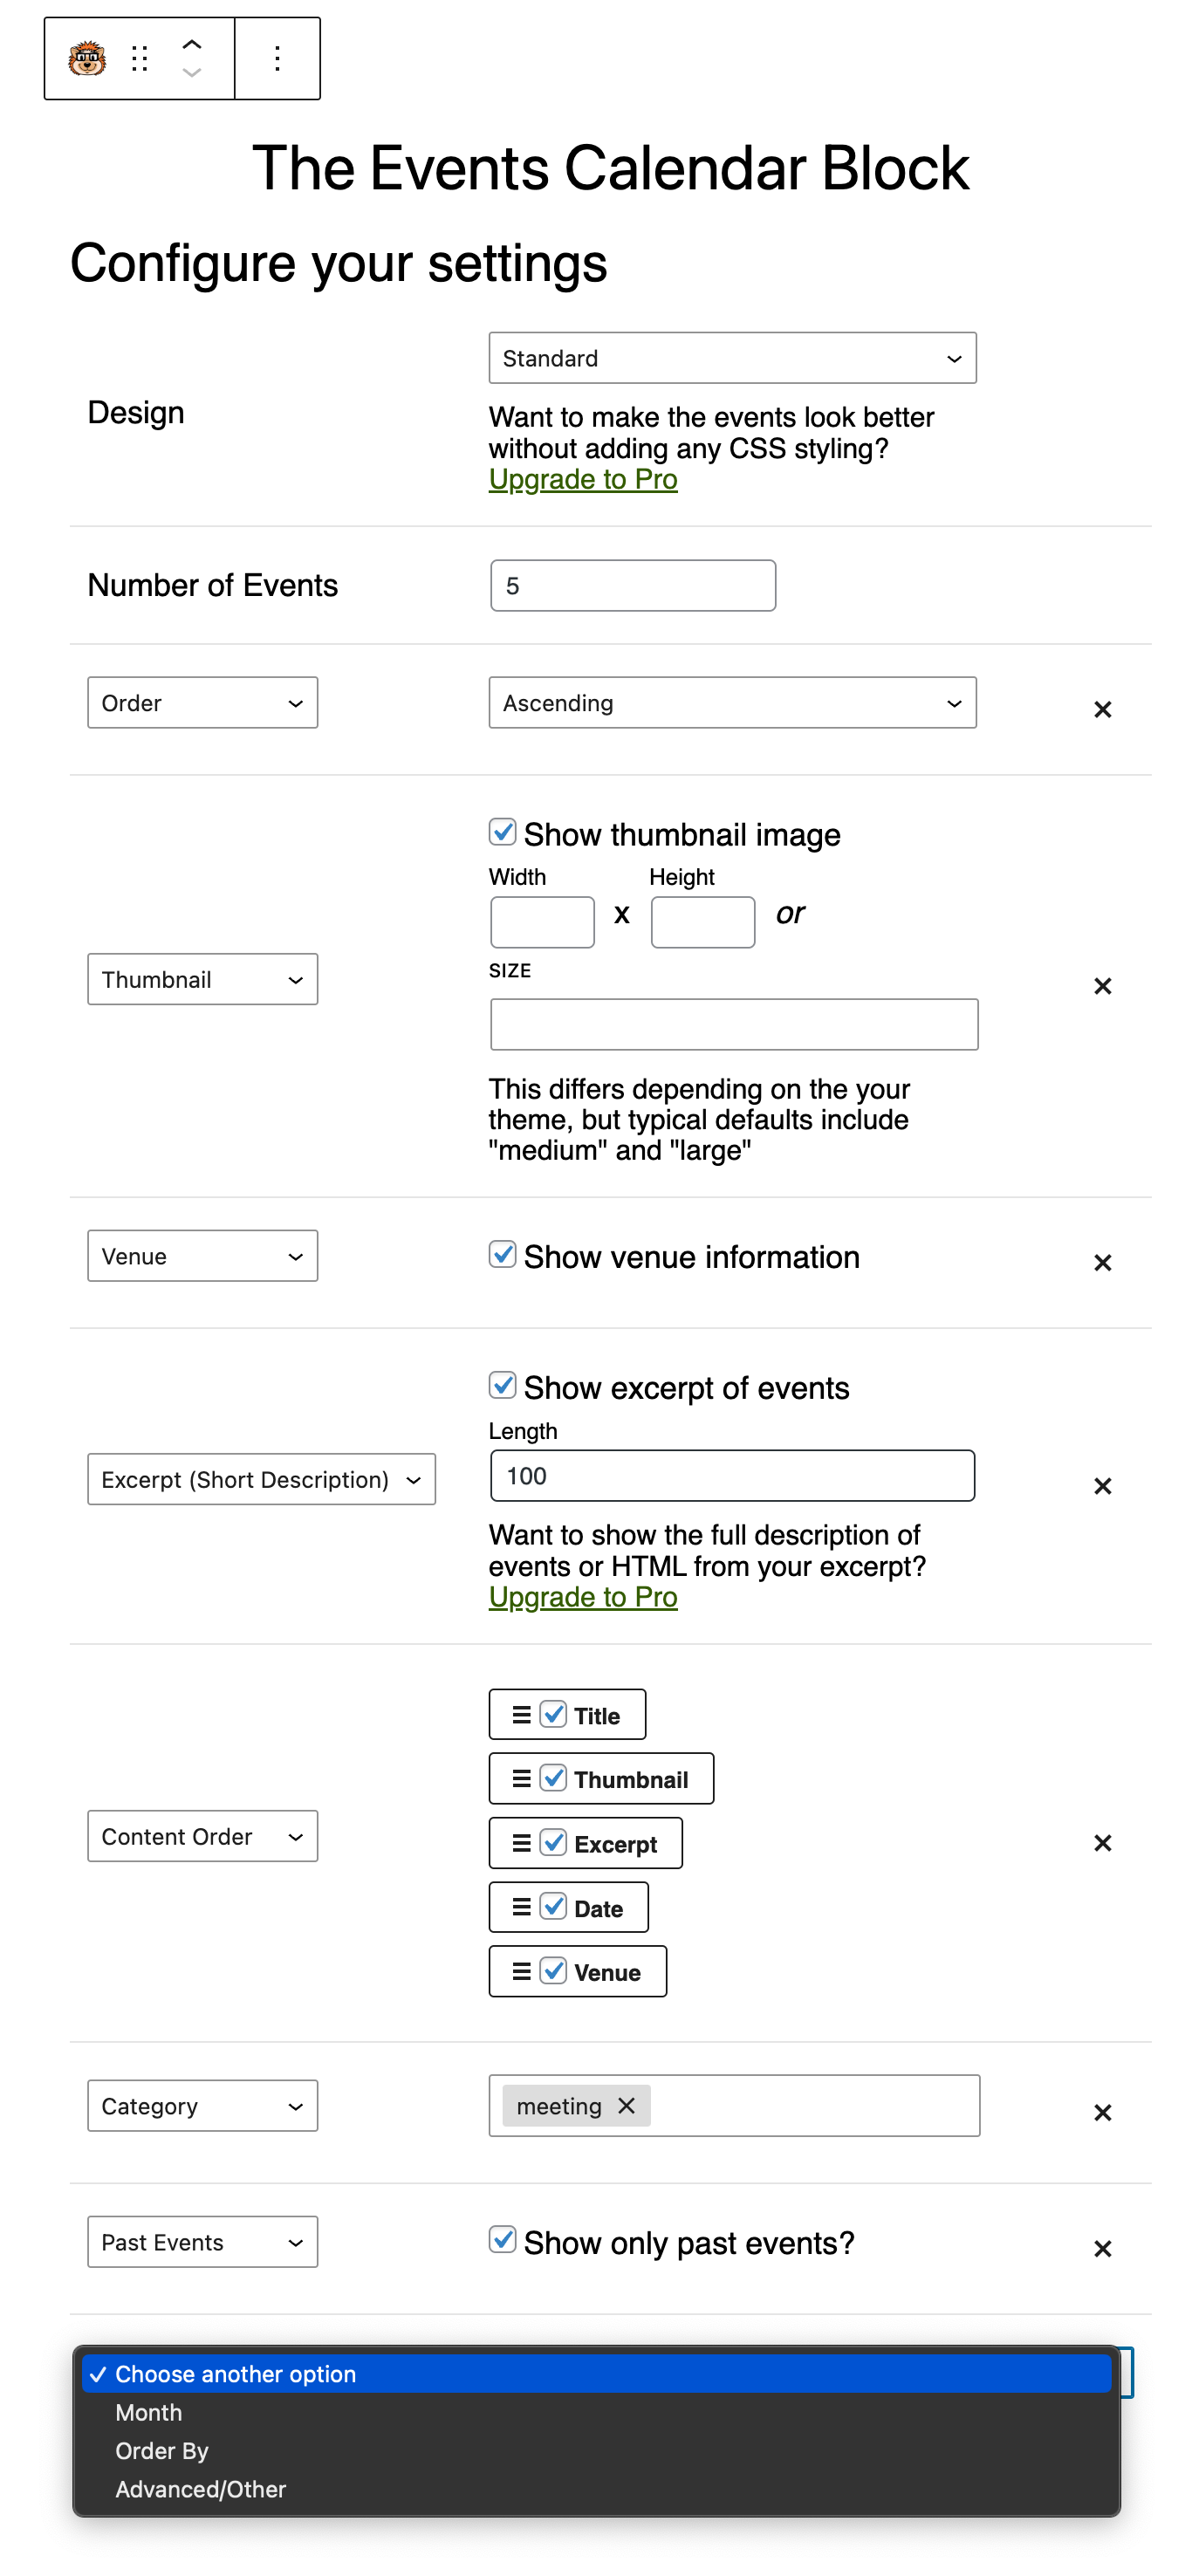 The Events Calendar Block
Configure your settings
Design
Standard
Want to make the events look better
without adding any CSS styling?
Upgrade to Pro
Number of Events
5
Order
Ascending
Thumbnail
Show thumbnail image
Width
Height
x
or
SIZE
This differs depending on the your
theme, but typical defaults include
"medium" and "large"
Venue
Show venue information
Excerpt (Short Description)
Show excerpt of events
Length
100
Want to show the full description of
events or HTML from your excerpt?
Upgrade to Pro
Content Order
Title
Thumbnail
Excerpt
Date
Venue
Category
meeting
Past Events
Show only past events?
Choose another option
Month
Order By
Advanced/Other